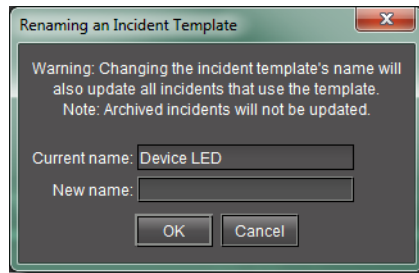 Renaming an Incident Template
Warning: Changing the incident template's name will
also update all incidents that use the template.
Note: Archived incidents will not be updated.
Current name: Device LED
New name:
OK Cancel